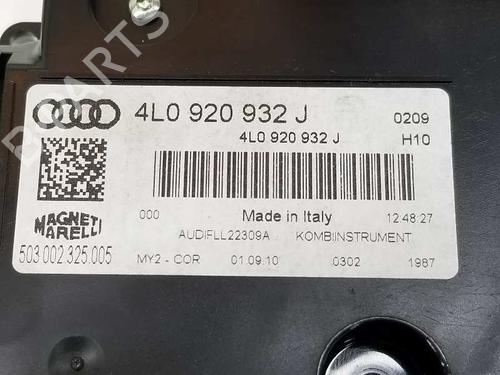 4L0 920 932 J
0209
4L0 920 932 J
H10
000
Made in Italy
12:48:27
MAGNETI
MARELLI
AUDIFLL22309A KOMBIINSTRUMENT
503.002.325.005
MY2 - COR 01.09.10 0302 1987
PARTS